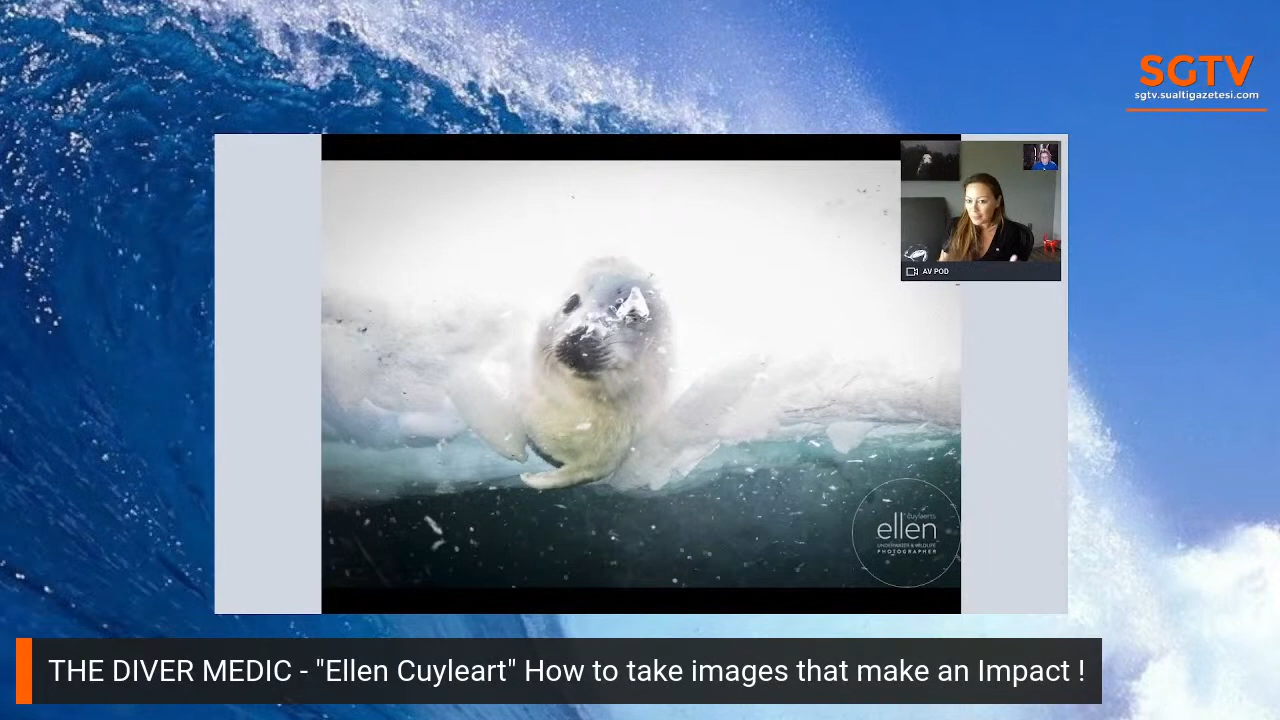 SGTV
sgtv.sualtigazetesi.com
AV POD
cuylaerts
ellen
UNDERWATER & WILDLIFE
PHOTOGRAPHER
THE DIVER MEDIC - "Ellen Cuyleart" How to take images that make an Impact !